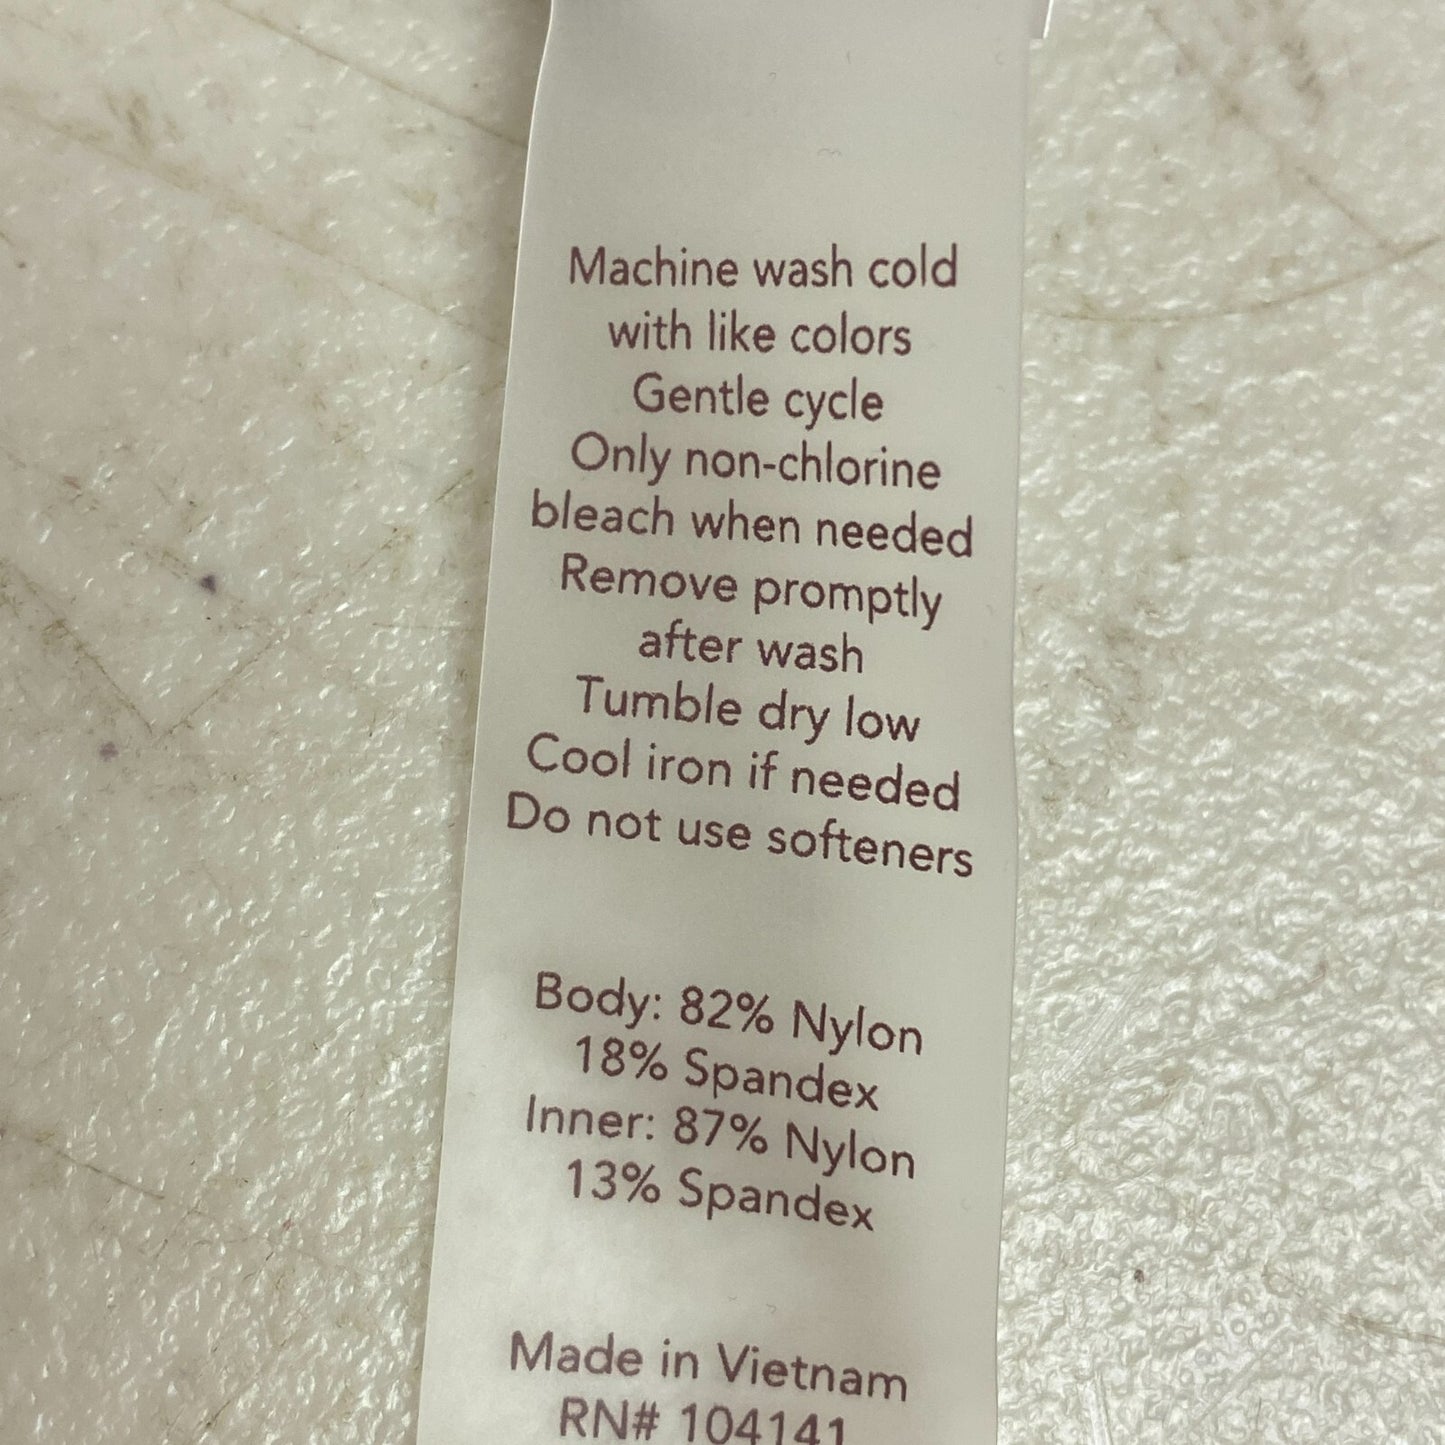 Machine wash cold
with like colors
Gentle cycle
Only non-chlorine
bleach when needed
Remove promptly
after wash
Tumble dry low
Cool iron if needed
Do not use softeners
Body: 82% Nylon
18% Spandex
Inner: 87% Nylon
13% Spandex
Made in Vietnam
RN# 104141